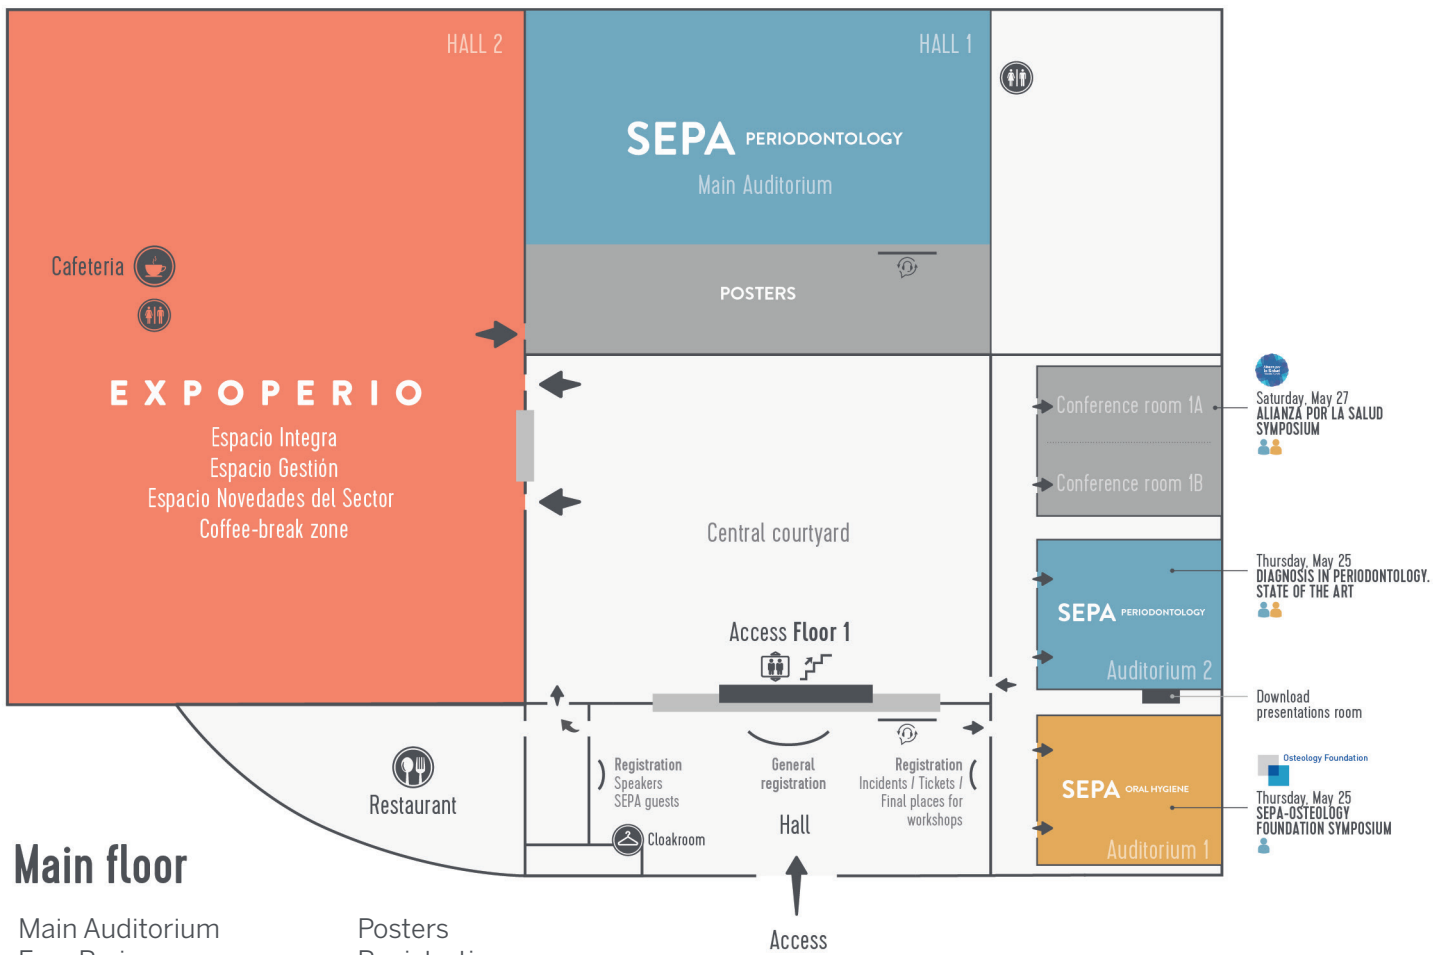 HALL 2
HALL 1
SEPA PERIODONTOLOGY
Main Auditorium
POSTERS
Cafeteria
EXPOPERIO
Espacio Integra
Espacio Gestión
Espacio Novedades del Sector
Coffee-break zone
Central courtyard
Access Floor 1
Conference room 1A
Conference room 1B
Saturday, May 27
ALIANZA POR LA SALUD
SYMPOSIUM
SEPA PERIODONTOLOGY
Auditorium 2
Thursday, May 25
DIAGNOSIS IN PERIODONTOLOGY.
STATE OF THE ART
Download
presentations room
SEPA ORAL HYGIENE
Auditorium 1
Osteology Foundation
Thursday, May 25
SEPA-OSTEOLOGY
FOUNDATION SYMPOSIUM
Restaurant
Registration
Speakers
SEPA guests
Cloakroom
General
registration
Hall
Registration
Incidents / Tickets /
Final places for
workshops
Access
Main floor
Main Auditorium
Posters